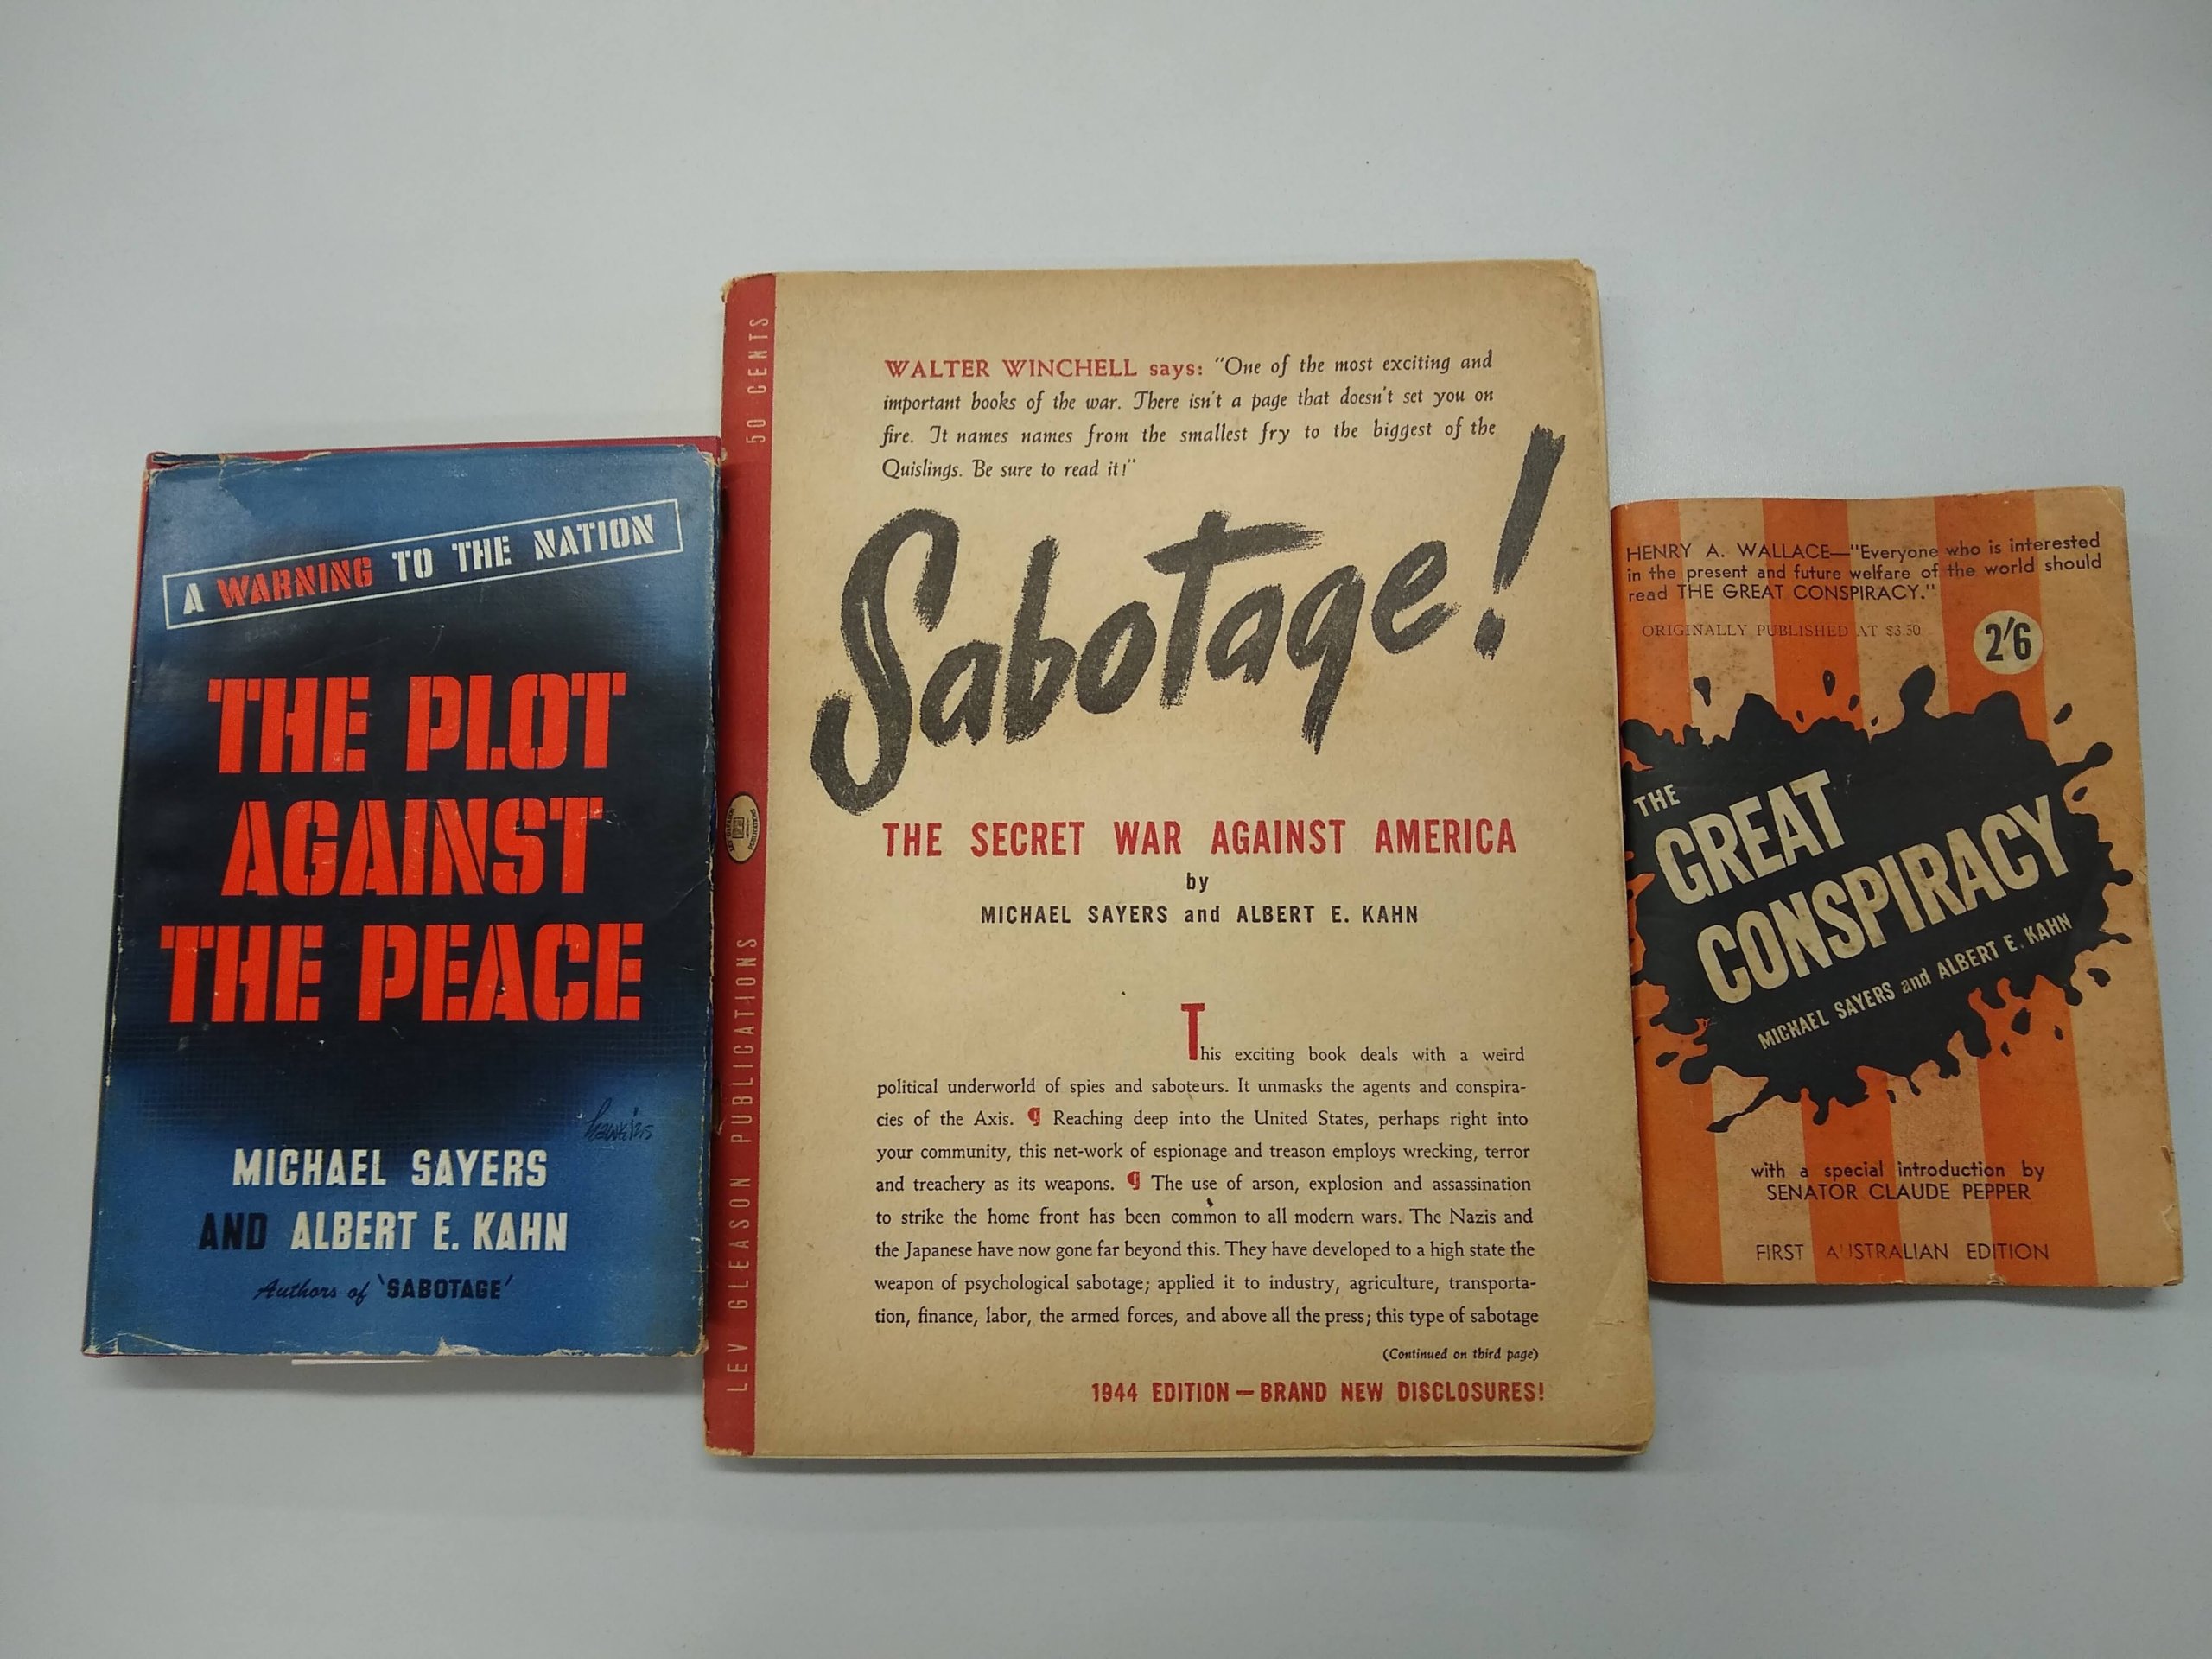 A WARNING TO THE NATION
THE PLOT
AGAINST
THE PEACE
MICHAEL SAYERS
AND ALBERT E. KAHN
Authors of 'SABOTAGE'
50 CENTS
LEV GLEASON PUBLICATIONS
WALTER WINCHELL says: "One of the most exciting and
important books of the war. There isn't a page that doesn't set you on
fire. It names names from the smallest fry to the biggest of the
Quislings. Be sure to read it!"
Sabotage!
THE SECRET WAR AGAINST AMERICA
by
MICHAEL SAYERS and ALBERT E. KAHN
This exciting book deals with a weird
political underworld of spies and saboteurs. It unmasks the agents and conspira-
cies of the Axis. ¶ Reaching deep into the United States, perhaps right into
your community, this net-work of espionage and treason employs wrecking, terror
and treachery as its weapons. ¶ The use of arson, explosion and assassination
to strike the home front has been common to all modern wars. The Nazis and
the Japanese have now gone far beyond this. They have developed to a high state the
weapon of psychological sabotage; applied it to industry, agriculture, transporta-
tion, finance, labor, the armed forces, and above all the press; this type of sabotage
(Continued on third page)
1944 EDITION — BRAND NEW DISCLOSURES!
HENRY A. WALLACE—"Everyone who is interested
in the present and future welfare of the world should
read THE GREAT CONSPIRACY."
ORIGINALLY PUBLISHED AT $3.50
2'6
THE
GREAT
CONSPIRACY
MICHAEL SAYERS and ALBERT E. KAHN
with a special introduction by
SENATOR CLAUDE PEPPER
FIRST AUSTRALIAN EDITION